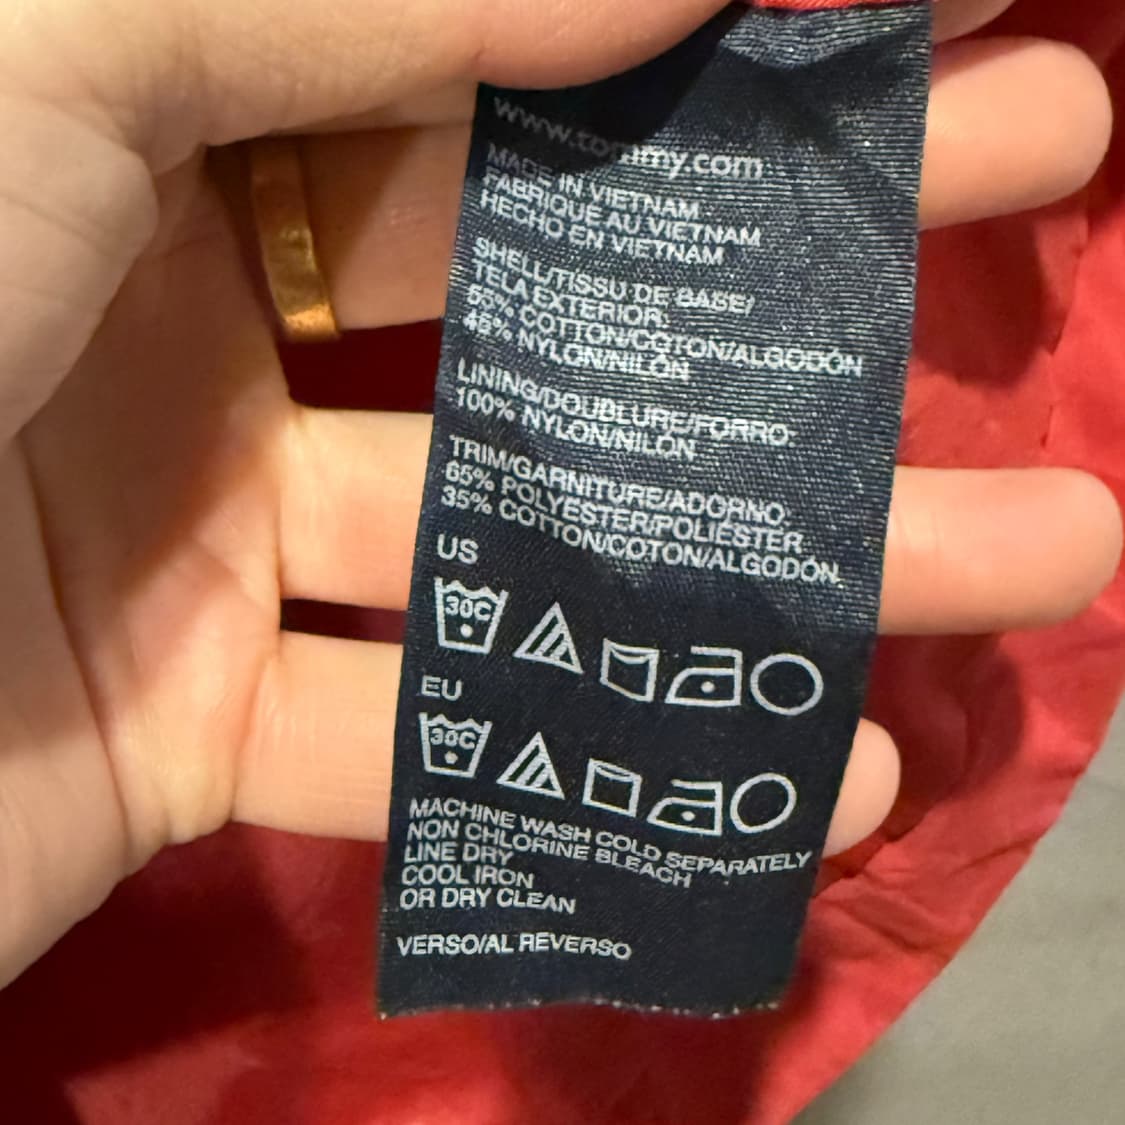 www.tommy.com
MADE IN VIETNAM
FABRIQUÉ AU VIETNAM
HECHO EN VIETNAM
SHELL/TISSU DE BASE/
TELA EXTERIOR:
55% COTTON/COTON/ALGODÓN
45% NYLON/NILÓN
LINING/DOUBLURE/FORRO:
100% NYLON/NILÓN
TRIM/GARNITURE/ADORNO:
65% POLYESTER/POLIÉSTER
35% COTTON/COTON/ALGODÓN
US
30C
EU
30C
MACHINE WASH COLD SEPARATELY
NON CHLORINE BLEACH
LINE DRY
COOL IRON
OR DRY CLEAN
VERSO/AL REVERSO